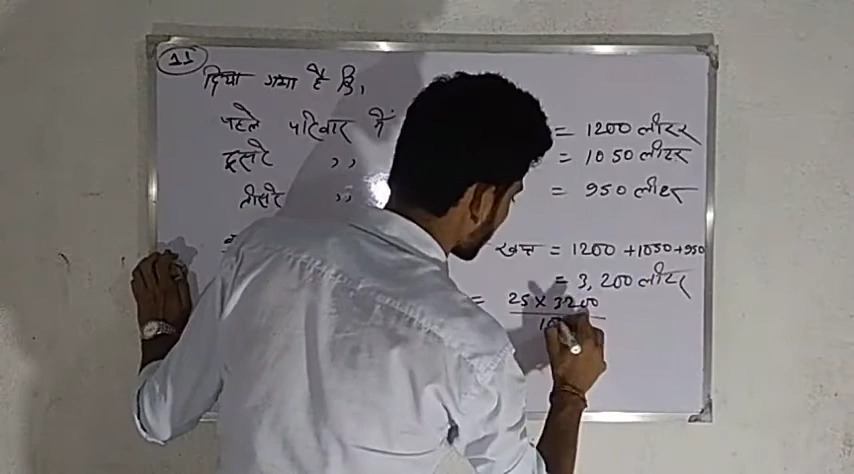 11
दिया गया है कि,
पहले परिवार में = 1200 लीटर
दूसरे ,, = 1050 लीटर
तीसरे ,, = 950 लीटर
खर्च = 1200 + 1050 + 950
= 3,200 लीटर
= 25 × 3200